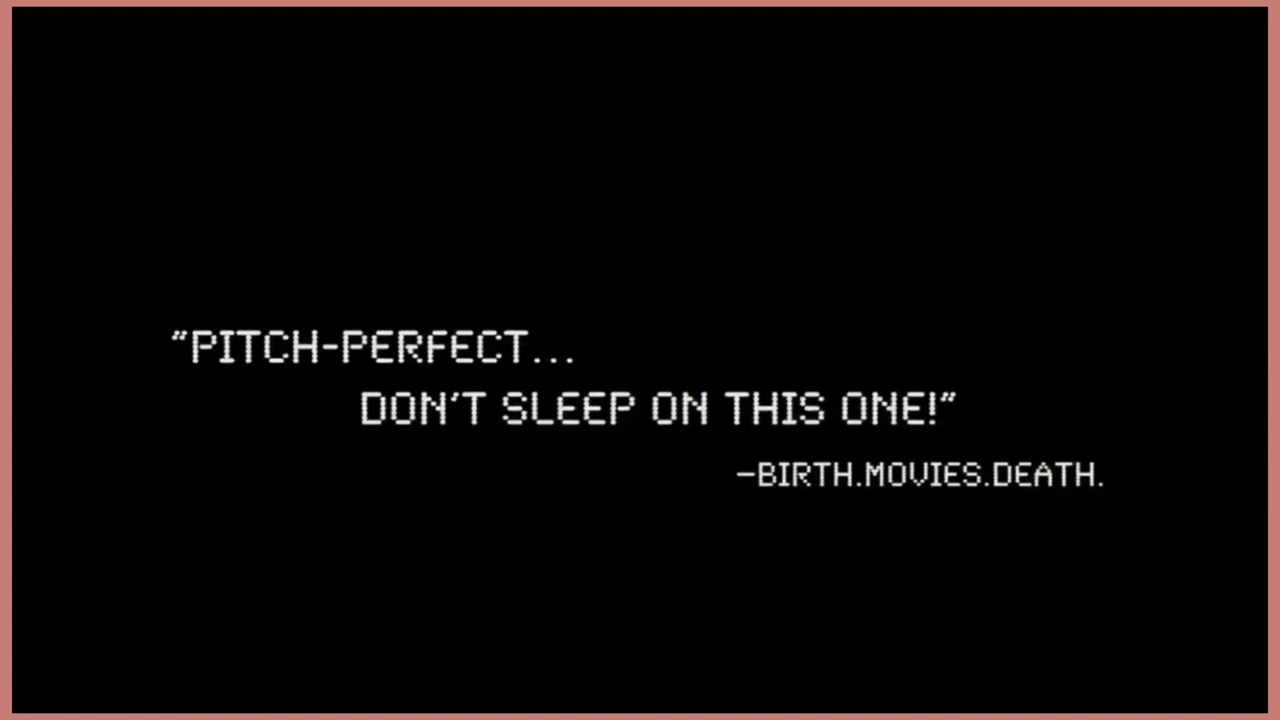 "PITCH-PERFECT...
DON'T SLEEP ON THIS ONE!"
—BIRTH.MOVIES.DEATH.